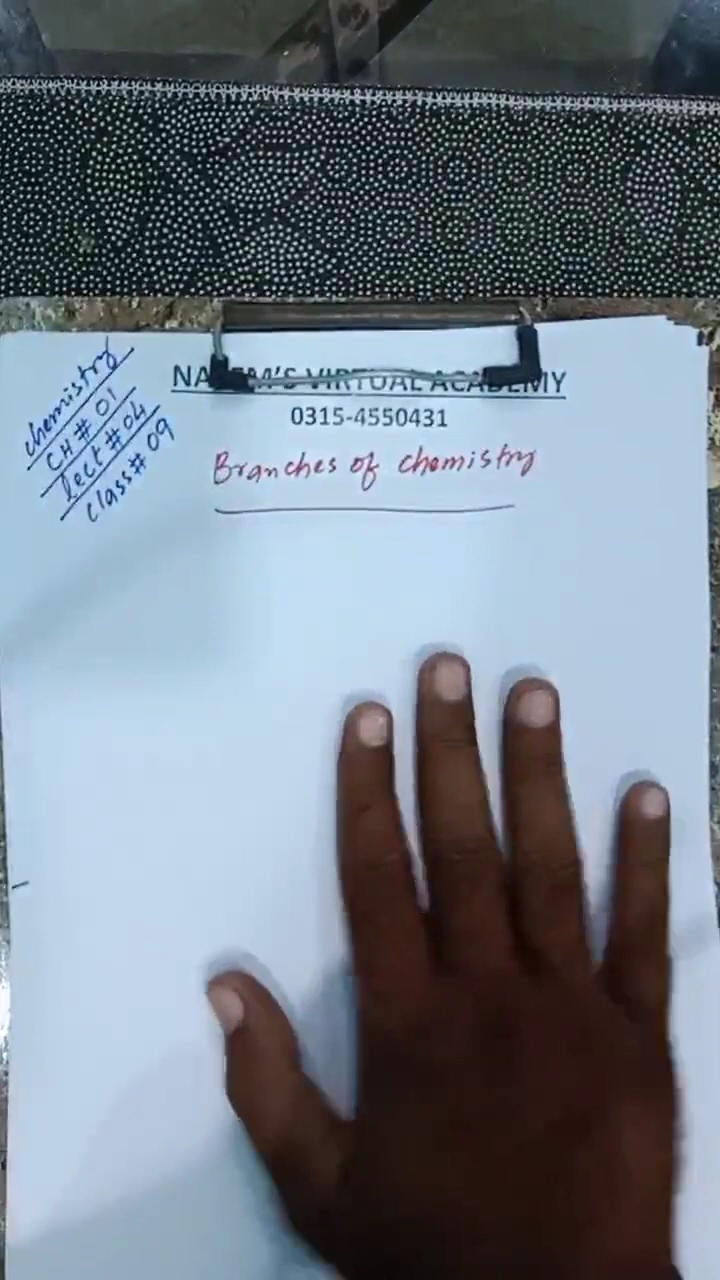 chemistry
CH # 01
lect # 04
class # 09
VIRTUAL ACADEMY
0315-4550431
Branches of chemistry